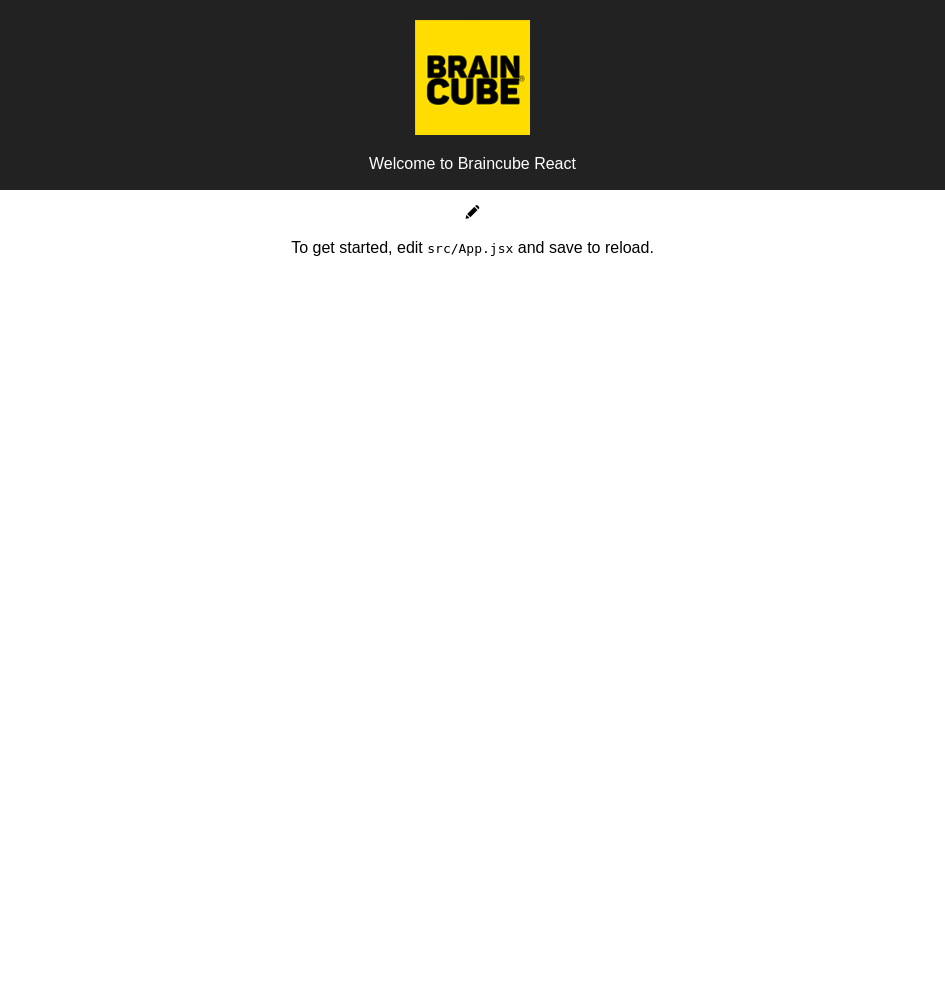 BRAIN
CUBE®
Welcome to Braincube React
To get started, edit src/App.jsx and save to reload.